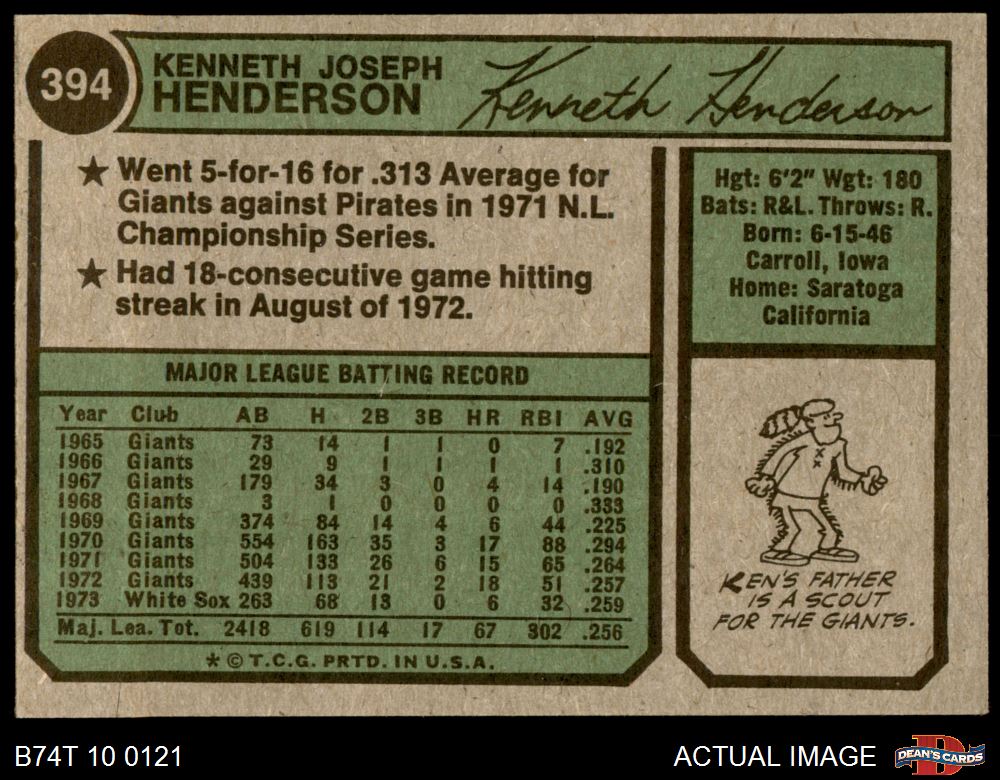 394
KENNETH JOSEPH
HENDERSON
Kenneth Henderson
★ Went 5-for-16 for .313 Average for
Giants against Pirates in 1971 N.L.
Championship Series.
★ Had 18-consecutive game hitting
streak in August of 1972.
Hgt: 6'2" Wgt: 180
Bats: R&L. Throws: R.
Born: 6-15-46
Carroll, Iowa
Home: Saratoga
California
MAJOR LEAGUE BATTING RECORD
Year Club AB H 2B 3B HR RBI AVG
1965 Giants 73 14 1 1 0 7 .192
1966 Giants 29 9 1 1 1 1 .310
1967 Giants 179 34 3 0 4 14 .190
1968 Giants 3 1 0 0 0 0 .333
1969 Giants 374 84 14 4 6 44 .225
1970 Giants 554 163 35 3 17 88 .294
1971 Giants 504 133 26 6 15 65 .264
1972 Giants 439 113 21 2 18 51 .257
1973 White Sox 263 68 13 0 6 32 .259
Maj. Lea. Tot. 2418 619 114 17 67 302 .256
* © T.C.G. PRTD. IN U.S.A.
KEN'S FATHER
IS A SCOUT
FOR THE GIANTS.
B74T 10 0121
ACTUAL IMAGE
D
DEAN'S CARDS